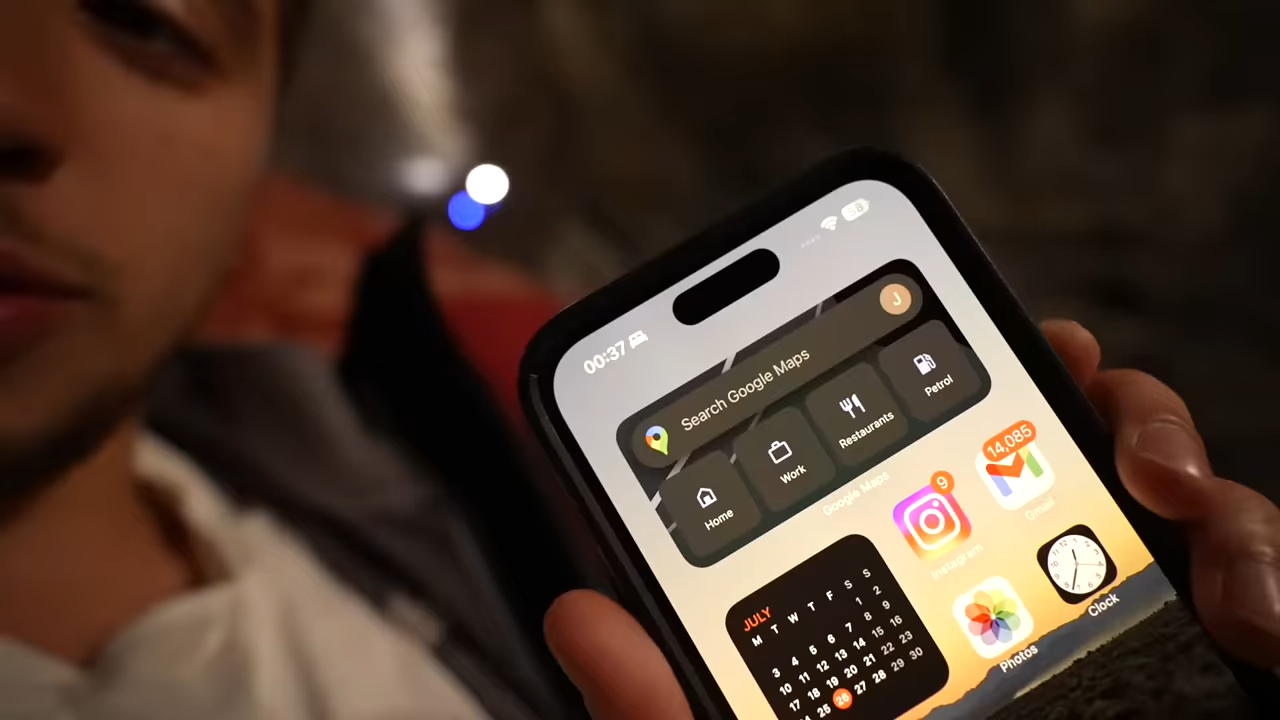 00:37
58
Search Google Maps
J
Home
Work
Restaurants
Petrol
Google Maps
JULY
M T W T F S S
1 2
3 4 5 6 7 8 9
10 11 12 13 14 15 16
17 18 19 20 21 22 23
24 25 26 27 28 29 30
9
Instagram
14,085
Gmail
Photos
Clock